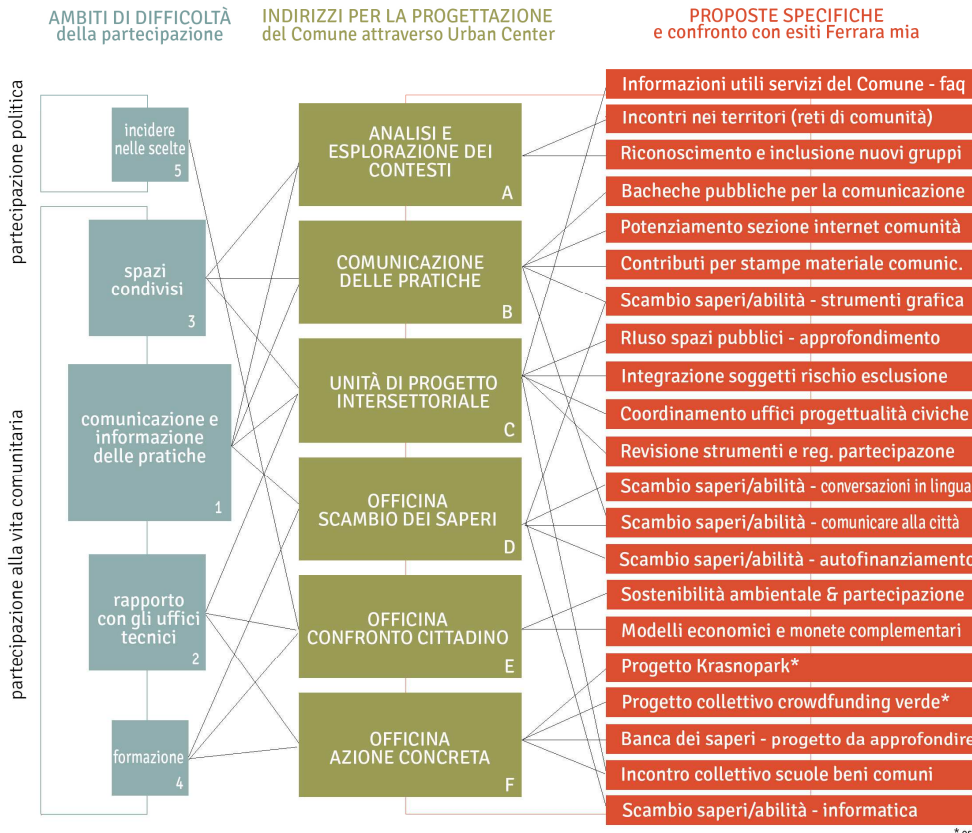 AMBITI DI DIFFICOLTÀ
della partecipazione
INDIRIZZI PER LA PROGETTAZIONE
del Comune attraverso Urban Center
PROPOSTE SPECIFICHE
e confronto con esiti Ferrara mia
partecipazione politica
partecipazione alla vita comunitaria
incidere
nelle scelte
5
spazi
condivisi
3
comunicazione e
informazione
delle pratiche
1
rapporto
con gli uffici
tecnici
2
formazione
4
ANALISI E
ESPLORAZIONE DEI
CONTESTI
A
COMUNICAZIONE
DELLE PRATICHE
B
UNITÀ DI PROGETTO
INTERSETTORIALE
C
OFFICINA
SCAMBIO DEI SAPERI
D
OFFICINA
CONFRONTO CITTADINO
E
OFFICINA
AZIONE CONCRETA
F
Informazioni utili servizi del Comune - faq
Incontri nei territori (reti di comunità)
Riconoscimento e inclusione nuovi gruppi
Bacheche pubbliche per la comunicazione
Potenziamento sezione internet comunità
Contributi per stampe materiale comunic.
Scambio saperi/abilità - strumenti grafica
RIuso spazi pubblici - approfondimento
Integrazione soggetti rischio esclusione
Coordinamento uffici progettualità civiche
Revisione strumenti e reg. partecipazone
Scambio saperi/abilità - conversazioni in lingua
Scambio saperi/abilità - comunicare alla città
Scambio saperi/abilità - autofinanziamento
Sostenibilità ambientale & partecipazione
Modelli economici e monete complementari
Progetto Krasnopark*
Progetto collettivo crowdfunding verde*
Banca dei saperi - progetto da approfondire
Incontro collettivo scuole beni comuni
Scambio saperi/abilità - informatica